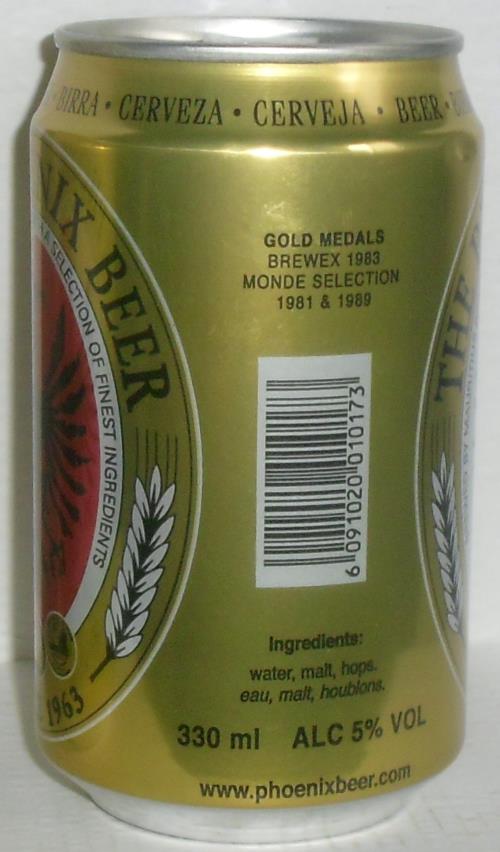 BIRRA • CERVEZA • CERVEJA • BEER •
BEER
SELECTION OF FINEST INGREDIENTS
1963
GOLD MEDALS
BREWEX 1983
MONDE SELECTION
1981 & 1989
6 091020 010173
Ingredients:
water, malt, hops.
eau, malt, houblons.
330 ml ALC 5% VOL
www.phoenixbeer.com
THE